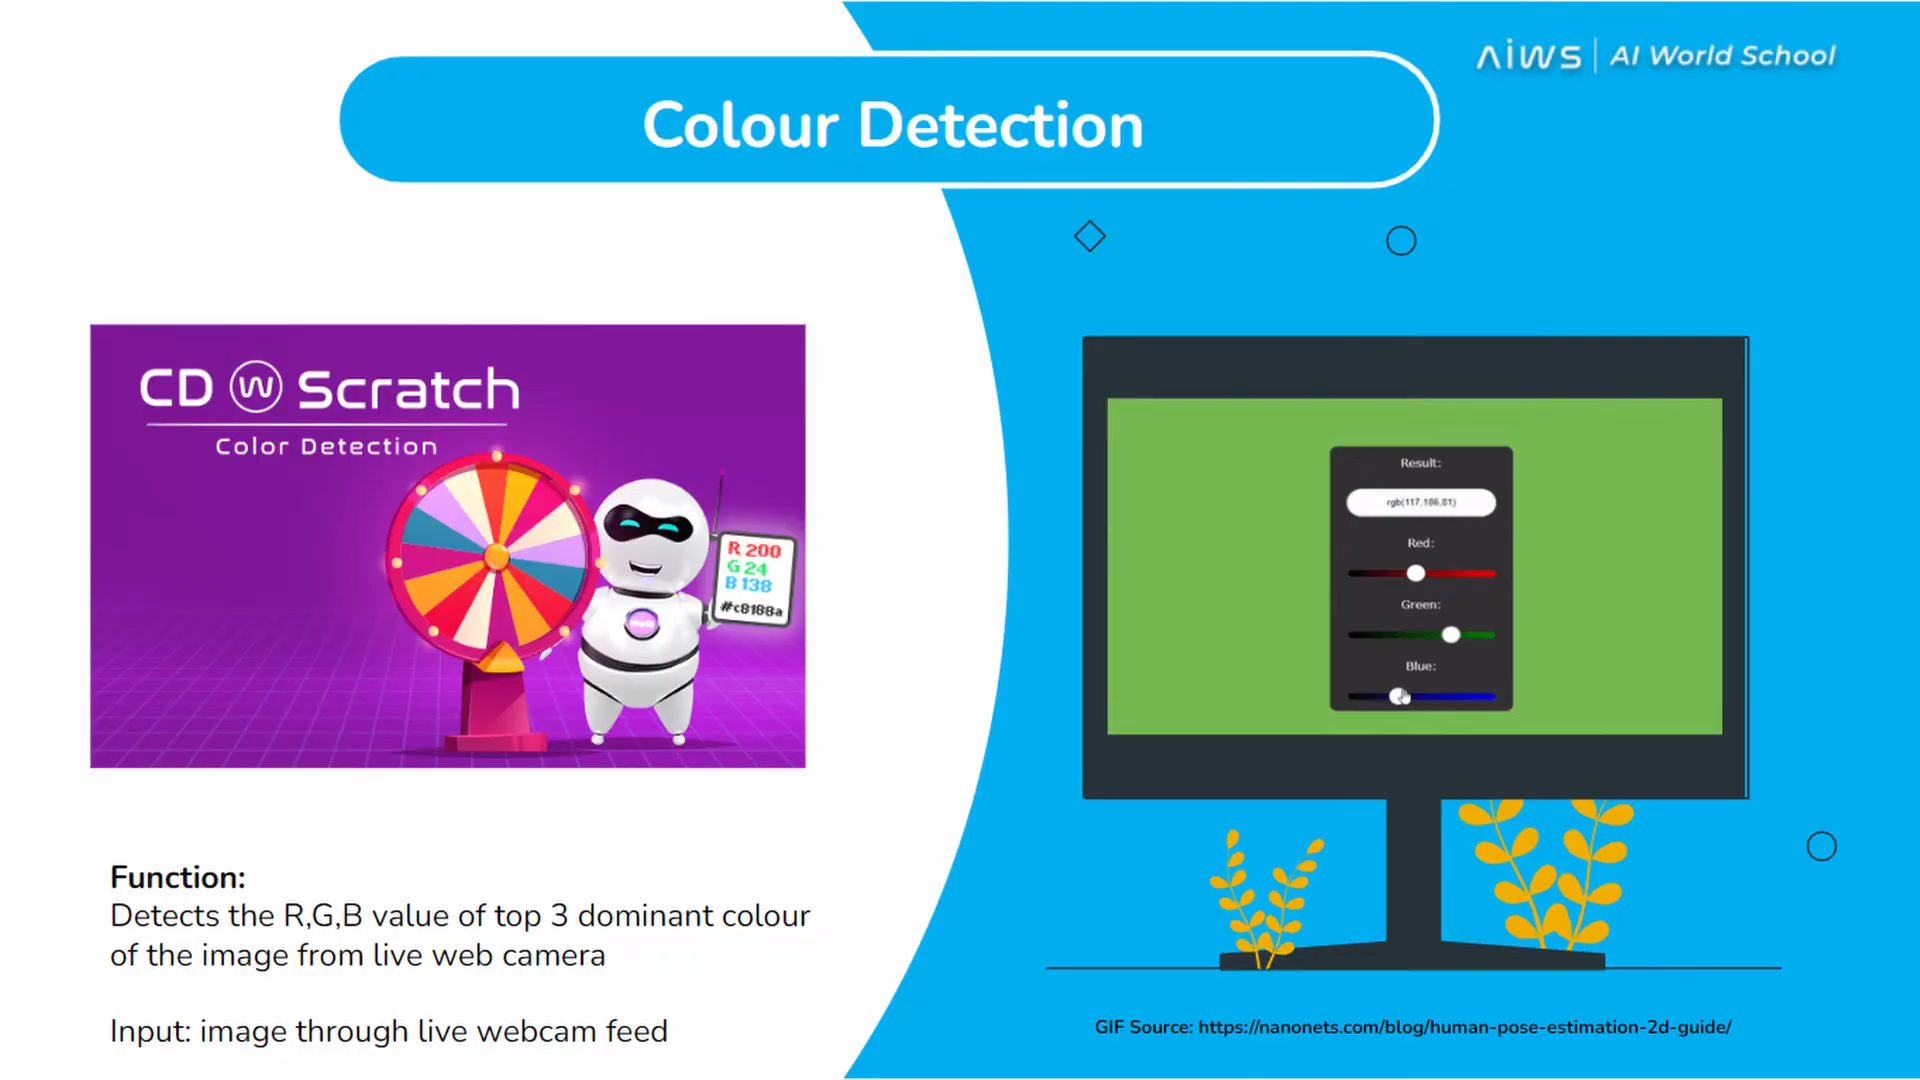 AiWS | AI World School
Colour Detection
CD W Scratch
Color Detection
R 200
G 24
B 138
#c8188a
Result:
rgb(117,186,81)
Red:
Green:
Blue:
Function:
Detects the R,G,B value of top 3 dominant colour
of the image from live web camera
Input: image through live webcam feed
GIF Source: https://nanonets.com/blog/human-pose-estimation-2d-guide/